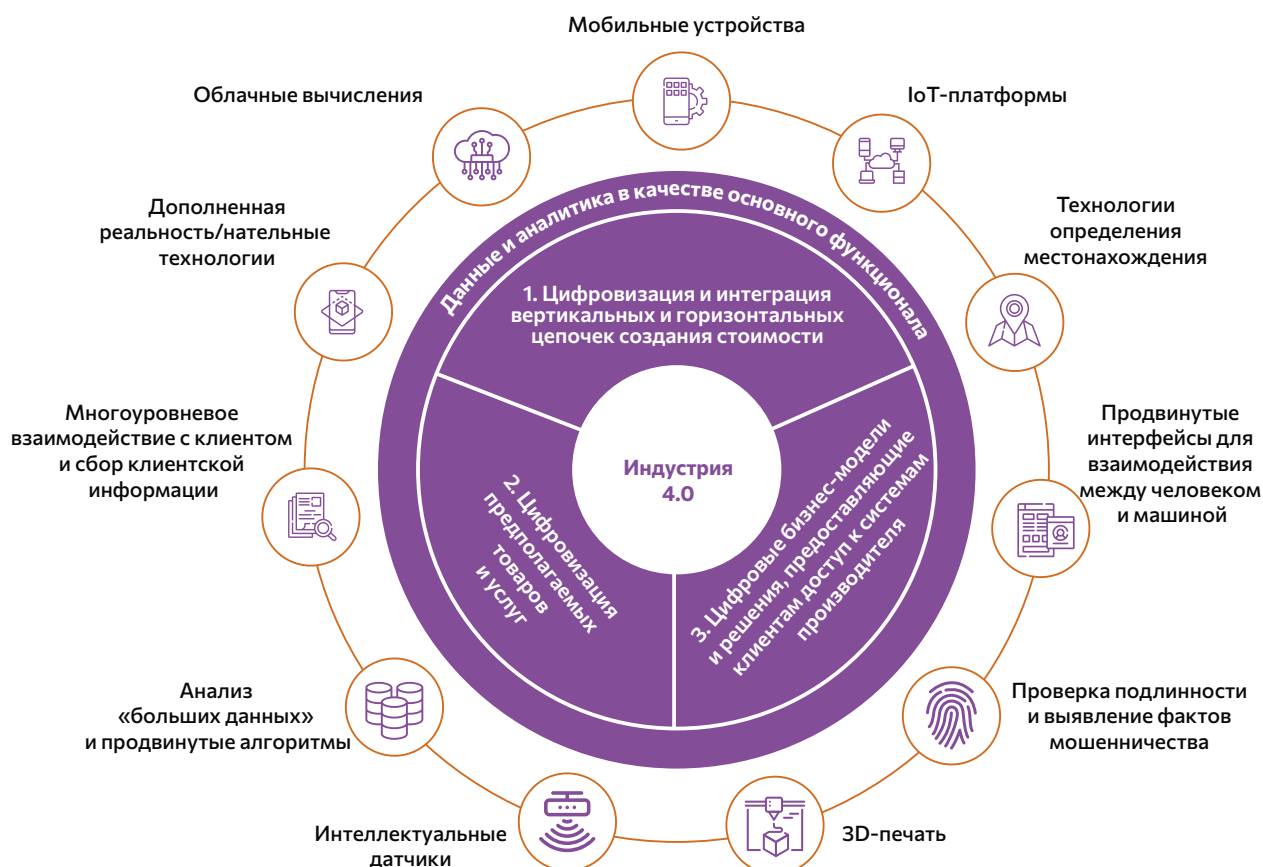 Мобильные устройства
Облачные вычисления
IoT-платформы
Дополненная
реальность/нательные
технологии
Технологии
определения
местонахождения
Данные и аналитика в качестве основного функционала
1. Цифровизация и интеграция
вертикальных и горизонтальных
цепочек создания стоимости
Многоуровневое
взаимодействие с клиентом
и сбор клиентской
информации
Индустрия
4.0
Продвинутые
интерфейсы для
взаимодействия
между человеком
и машиной
2. Цифровизация
предполагаемых
товаров
и услуг
3. Цифровые бизнес-модели
и решения, предоставляющие
клиентам доступ к системам
производителя
Анализ
«больших данных»
и продвинутые алгоритмы
Проверка подлинности
и выявление фактов
мошенничества
Интеллектуальные
датчики
3D-печать